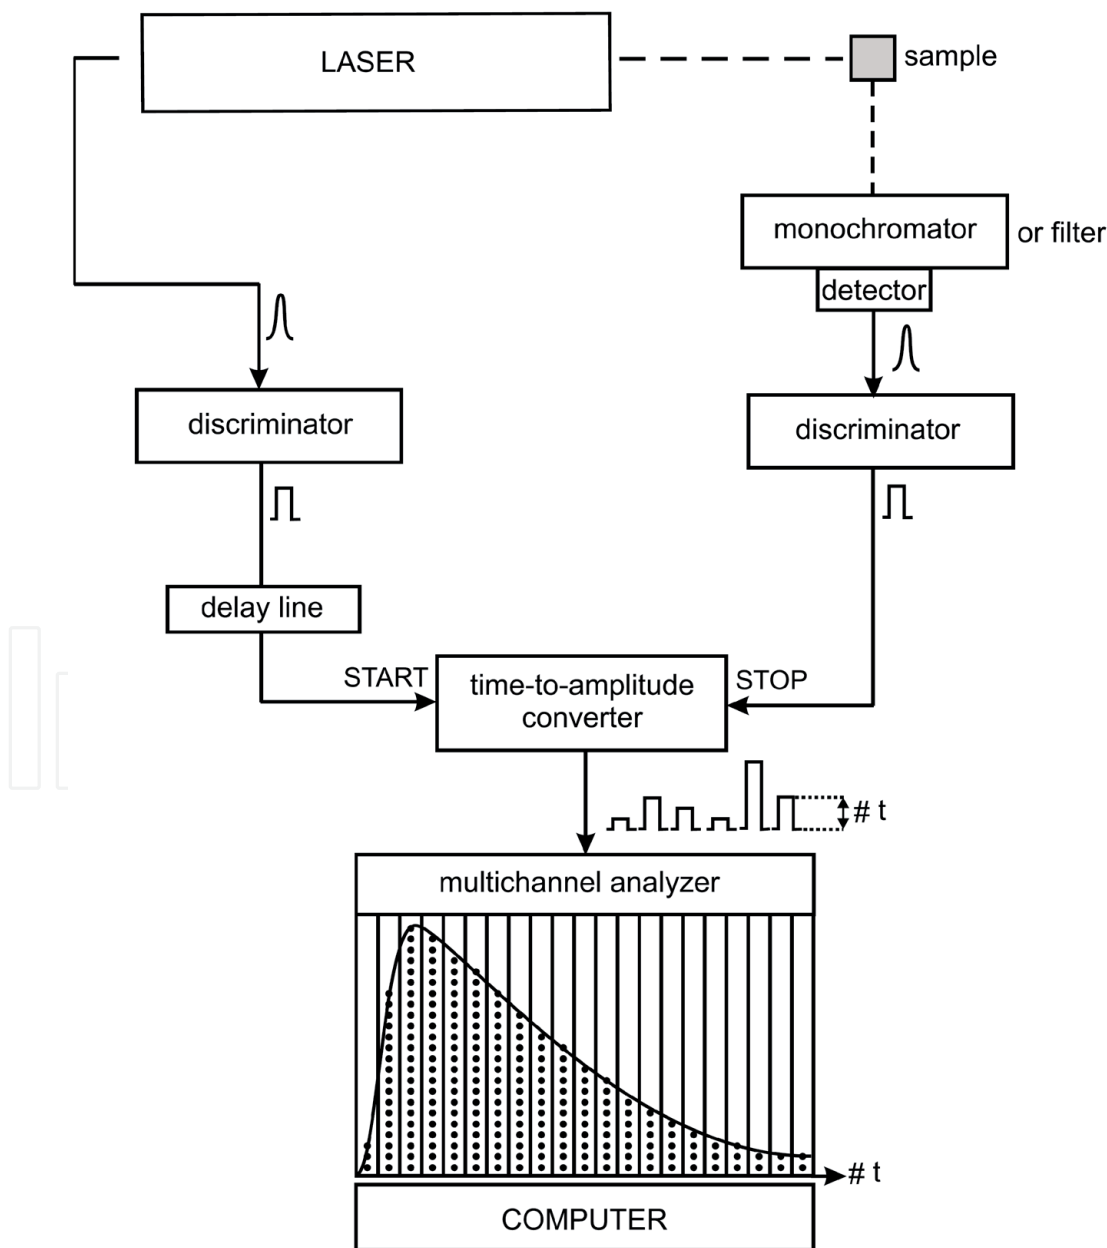 LASER
sample
monochromator
or filter
detector
discriminator
discriminator
delay line
START
time-to-amplitude
converter
STOP
# t
multichannel analyzer
# t
COMPUTER